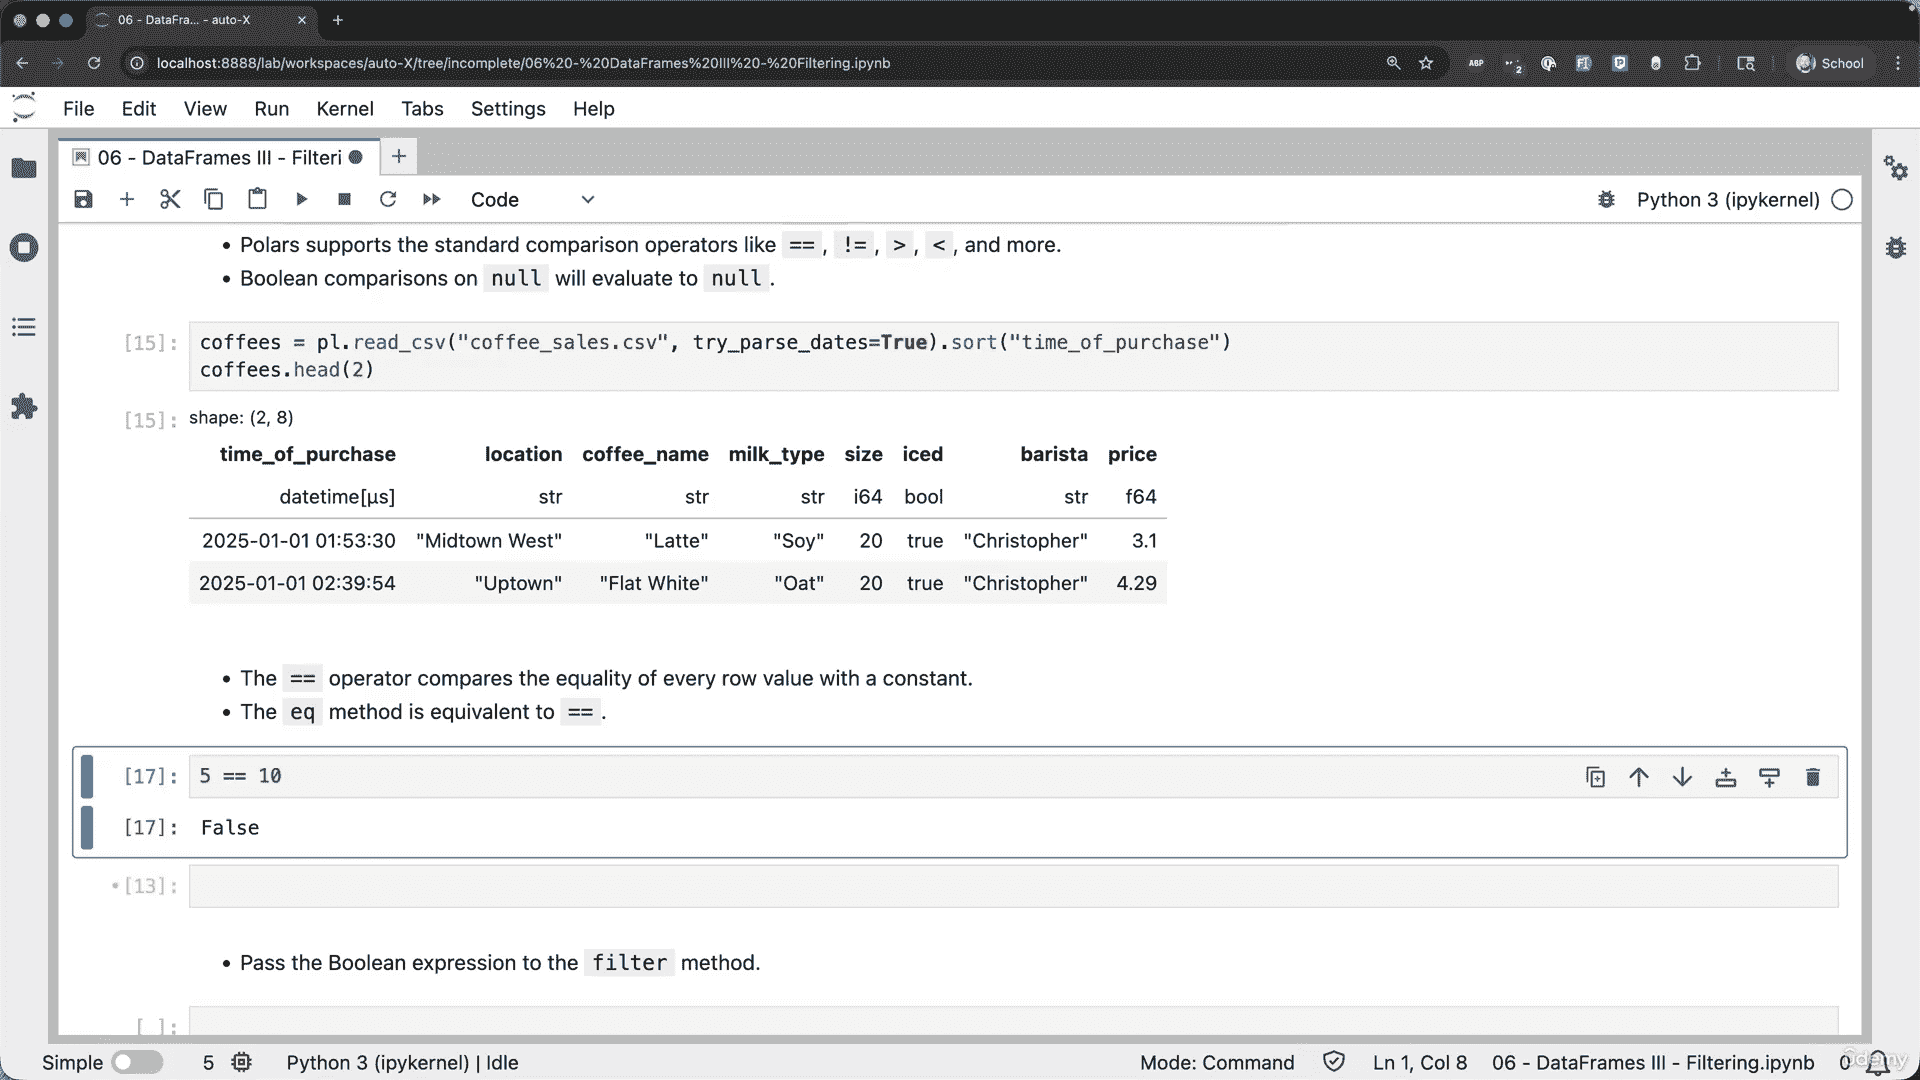 06 - DataFra... - auto-X
localhost:8888/lab/workspaces/auto-X/tree/incomplete/06%20-%20DataFrames%20III%20-%20Filtering.ipynb
ABP
2
School
File Edit View Run Kernel Tabs Settings Help
06 - DataFrames III - Filteri
Code
Python 3 (ipykernel)
• Polars supports the standard comparison operators like ==, !=, >, <, and more.
• Boolean comparisons on null will evaluate to null.
[15]: coffees = pl.read_csv("coffee_sales.csv", try_parse_dates=True).sort("time_of_purchase")
coffees.head(2)
[15]: shape: (2, 8)
time_of_purchase location coffee_name milk_type size iced barista price
datetime[μs] str str str i64 bool str f64
2025-01-01 01:53:30 "Midtown West" "Latte" "Soy" 20 true "Christopher" 3.1
2025-01-01 02:39:54 "Uptown" "Flat White" "Oat" 20 true "Christopher" 4.29
• The == operator compares the equality of every row value with a constant.
• The eq method is equivalent to ==.
[17]: 5 == 10
[17]: False
•[13]:
• Pass the Boolean expression to the filter method.
[ ]:
Simple 5 Python 3 (ipykernel) | Idle Mode: Command Ln 1, Col 8 06 - DataFrames III - Filtering.ipynb 0
Udemy